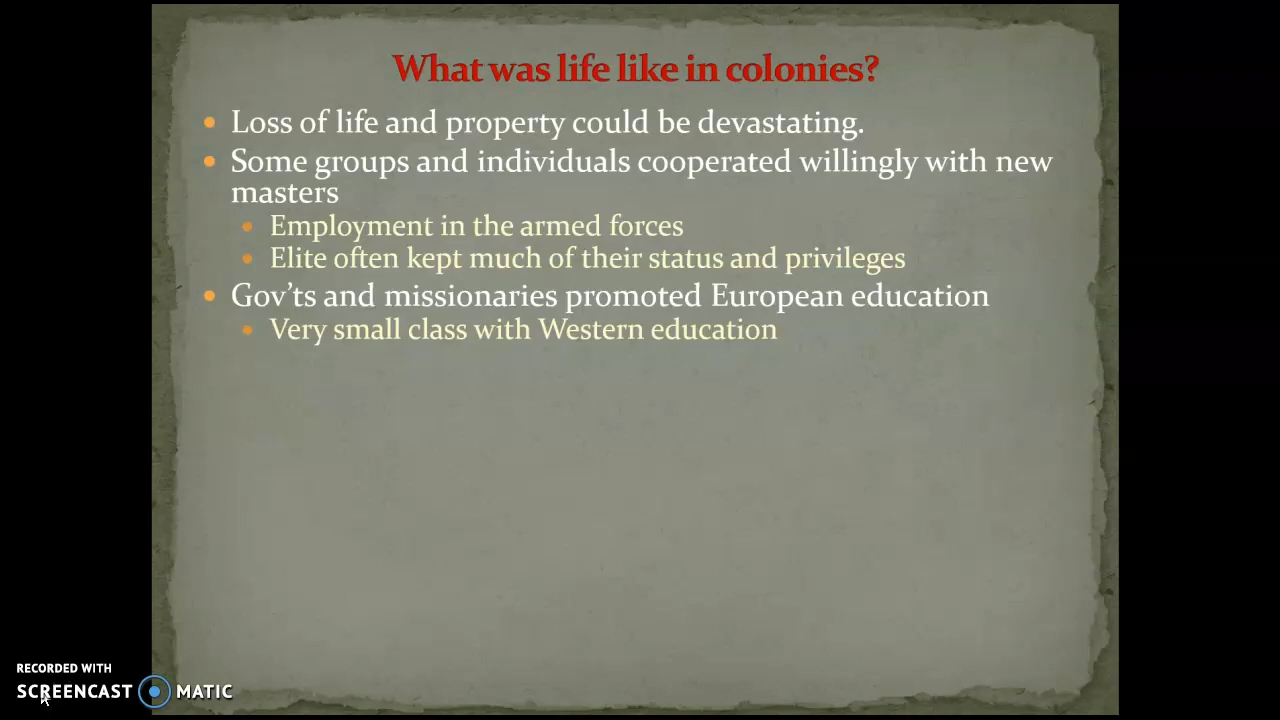 What was life like in colonies?
• Loss of life and property could be devastating.
• Some groups and individuals cooperated willingly with new
masters
• Employment in the armed forces
• Elite often kept much of their status and privileges
• Gov'ts and missionaries promoted European education
• Very small class with Western education
RECORDED WITH
SCREENCAST MATIC